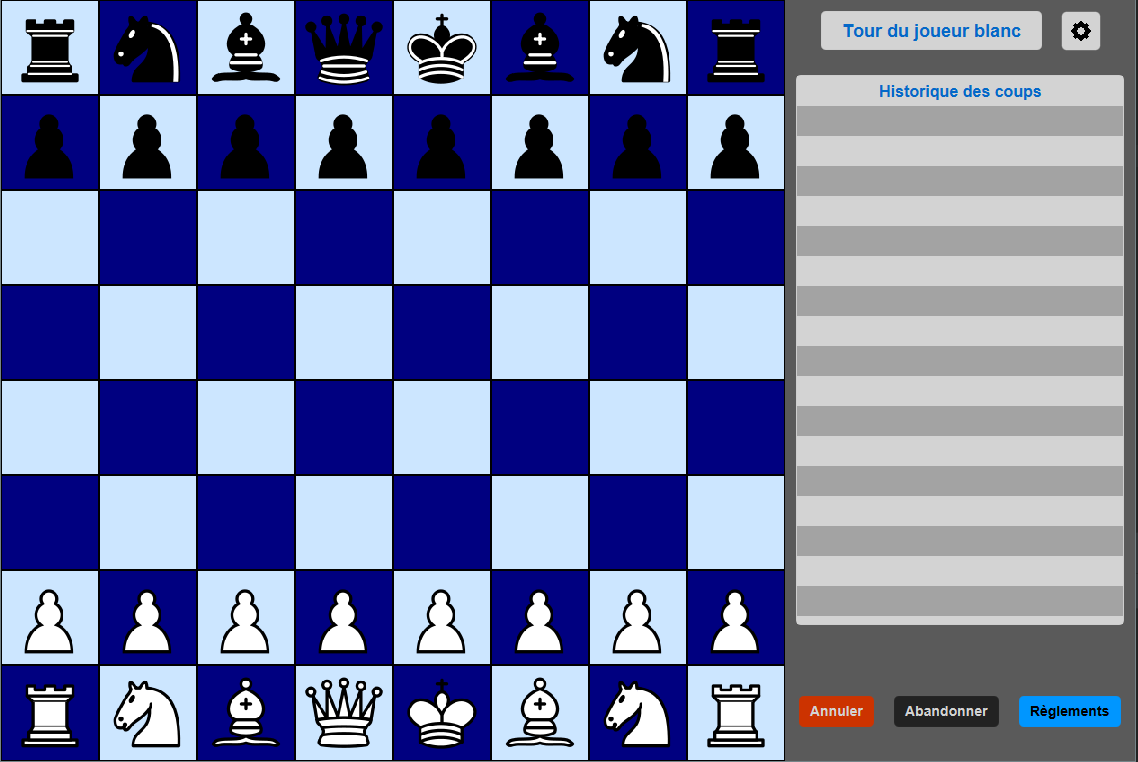 Tour du joueur blanc
Historique des coups
Annuler
Abandonner
Règlements